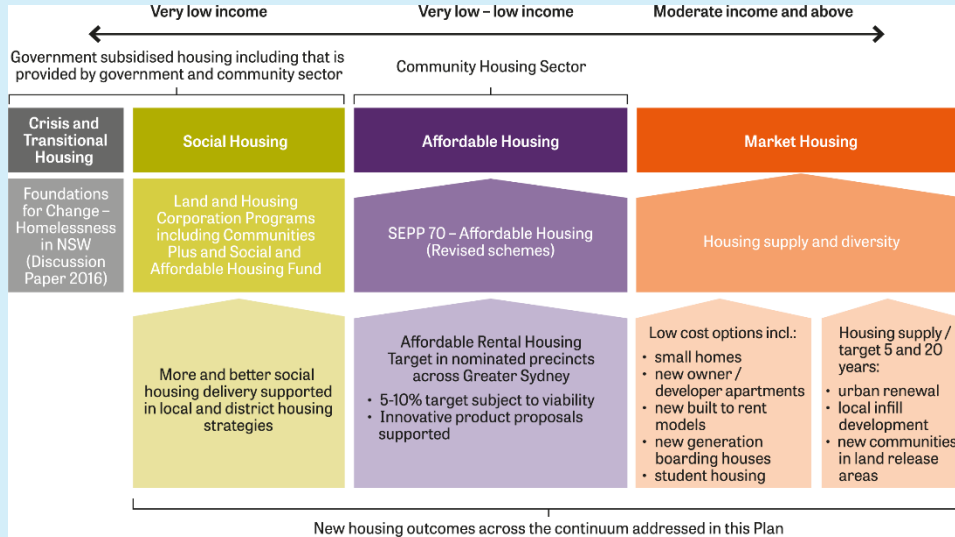 Very low income
Very low – low income
Moderate income and above
Government subsidised housing including that is
provided by government and community sector
Community Housing Sector
Crisis and
Transitional
Housing
Social Housing
Affordable Housing
Market Housing
Foundations
for Change –
Homelessness
in NSW
(Discussion
Paper 2016)
Land and Housing
Corporation Programs
including Communities
Plus and Social and
Affordable Housing Fund
SEPP 70 – Affordable Housing
(Revised schemes)
Housing supply and diversity
More and better social
housing delivery supported
in local and district housing
strategies
Affordable Rental Housing
Target in nominated precincts
across Greater Sydney
• 5-10% target subject to viability
• Innovative product proposals
supported
Low cost options incl.:
• small homes
• new owner /
developer apartments
• new built to rent
models
• new generation
boarding houses
• student housing
Housing supply /
target 5 and 20
years:
• urban renewal
• local infill
development
• new communities
in land release
areas
New housing outcomes across the continuum addressed in this Plan